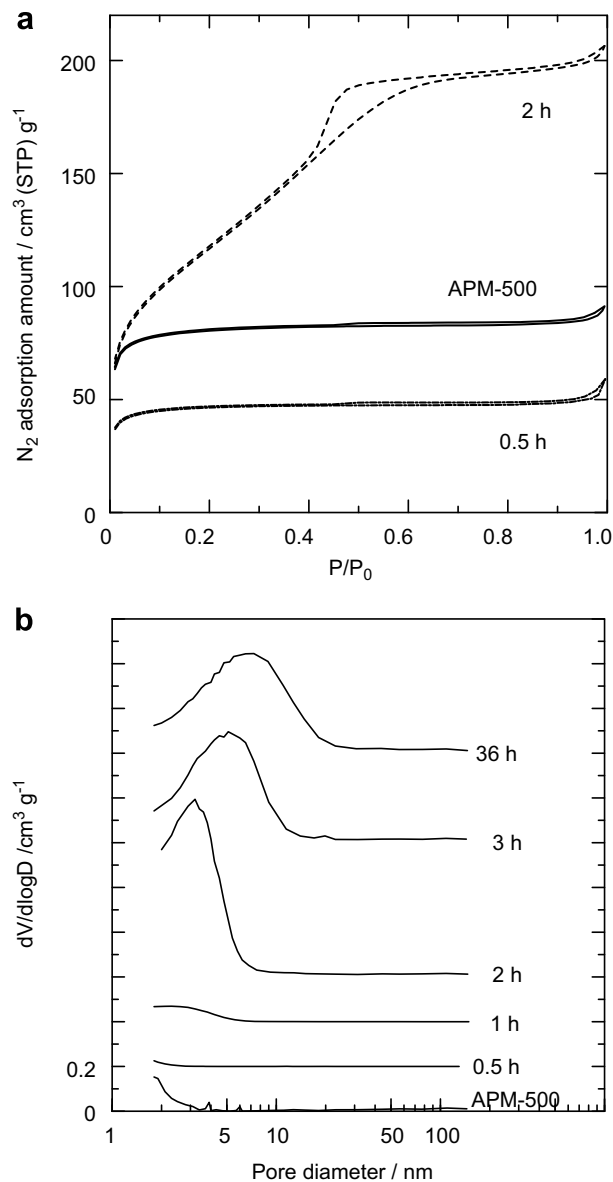 a
N₂ adsorption amount / cm³ (STP) g⁻¹
200
150
100
50
0
2 h
APM-500
0.5 h
0 0.2 0.4 0.6 0.8 1.0
P/P₀
b
dV/dlogD /cm³ g⁻¹
36 h
3 h
2 h
1 h
0.2
0.5 h
0
APM-500
1 5 10 50 100
Pore diameter / nm